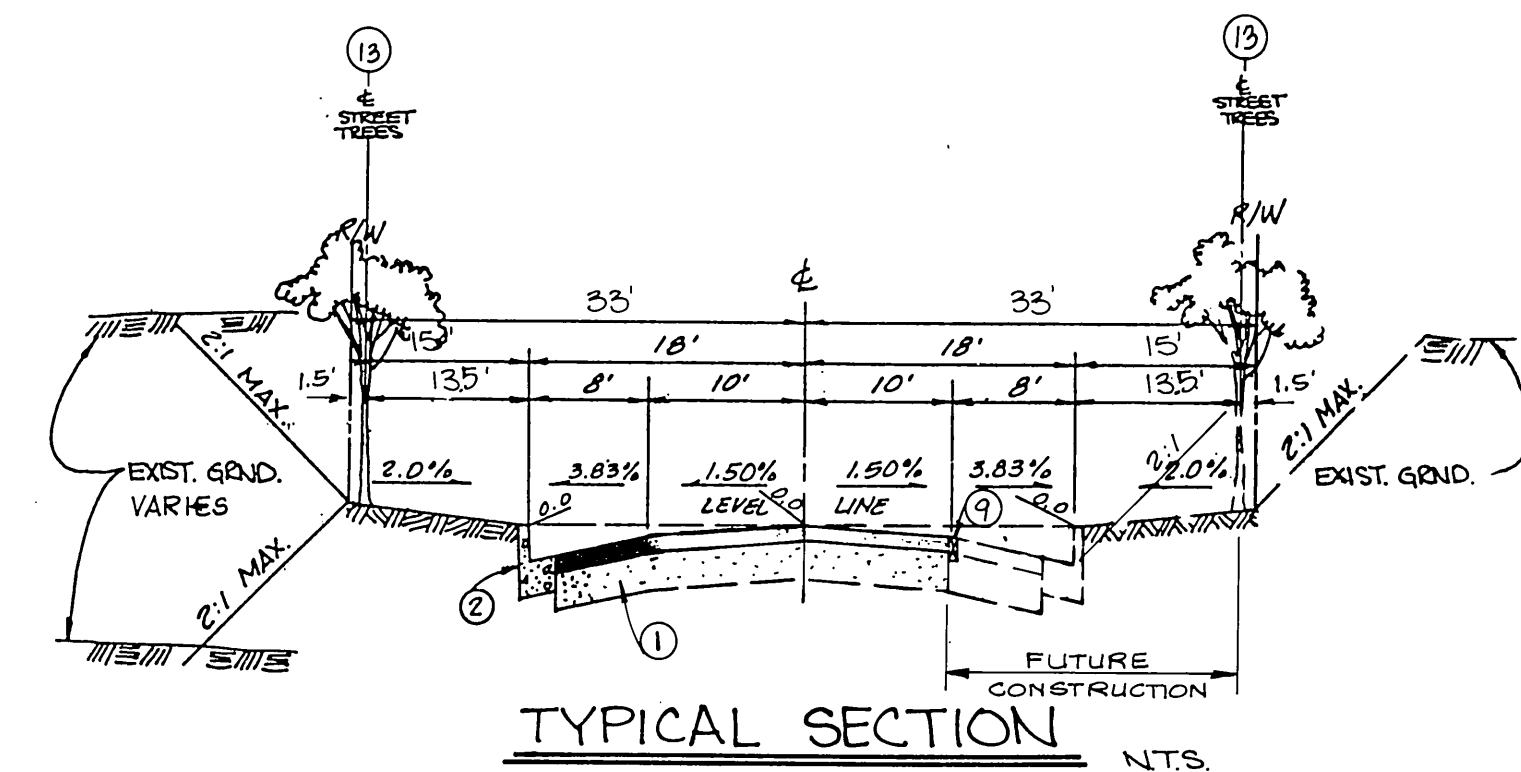 13 13
℄ ℄
STREET STREET
TREES TREES
R/W R/W
℄
33' 33'
15' 18' 18' 15'
1.5' 13.5' 8' 10' 10' 8' 13.5' 1.5'
2:1 MAX. 2:1 MAX.
2:1
2.0% 3.83% 1.50% 1.50% 3.83% 2.0%
EXIST. GRND. EXIST. GRND.
VARIES
0.0 LEVEL 0.0 LINE 9 0.0
2:1 MAX.
2
1
FUTURE
CONSTRUCTION
TYPICAL SECTION
N.T.S.